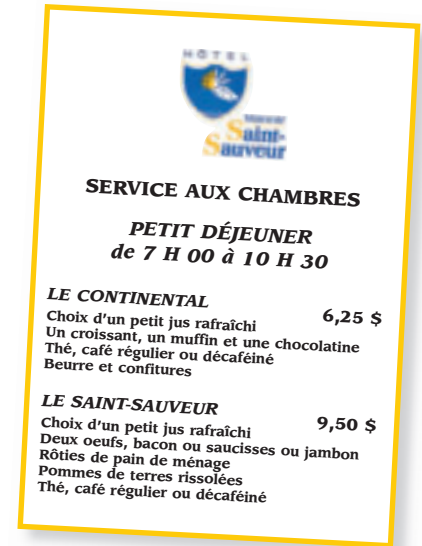 HÔTEL
Manoir
Saint-
Sauveur
SERVICE AUX CHAMBRES
PETIT DÉJEUNER
de 7 H 00 à 10 H 30
LE CONTINENTAL 6,25 $
Choix d'un petit jus rafraîchi
Un croissant, un muffin et une chocolatine
Thé, café régulier ou décaféiné
Beurre et confitures
LE SAINT-SAUVEUR 9,50 $
Choix d'un petit jus rafraîchi
Deux oeufs, bacon ou saucisses ou jambon
Rôties de pain de ménage
Pommes de terres rissolées
Thé, café régulier ou décaféiné